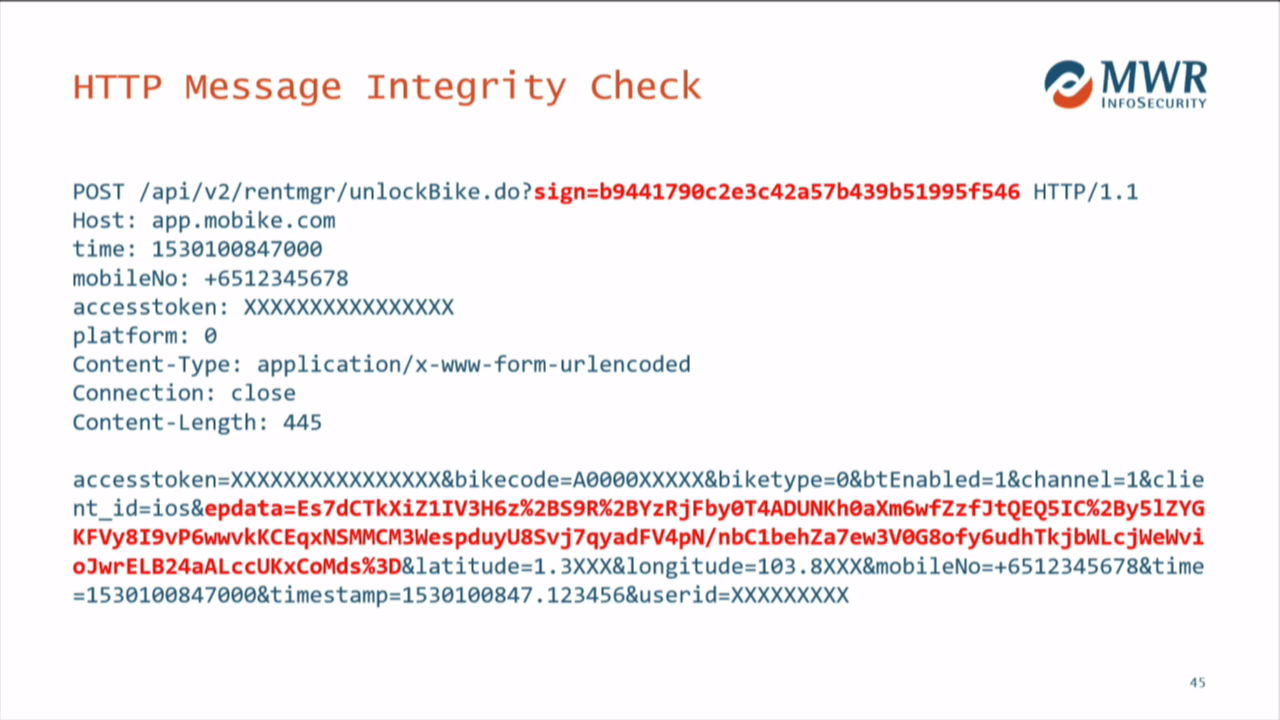 HTTP Message Integrity Check
MWR
INFOSECURITY
POST /api/v2/rentmgr/unlockBike.do?sign=b9441790c2e3c42a57b439b51995f546 HTTP/1.1
Host: app.mobike.com
time: 1530100847000
mobileNo: +6512345678
accesstoken: XXXXXXXXXXXXXXXX
platform: 0
Content-Type: application/x-www-form-urlencoded
Connection: close
Content-Length: 445
accesstoken=XXXXXXXXXXXXXXXX&bikecode=A0000XXXXX&biketype=0&btEnabled=1&channel=1&clie
nt_id=ios&epdata=Es7dCTkXiZ1IV3H6z%2BS9R%2BYzRjFby0T4ADUNKh0aXm6wfZzfJtQEQ5IC%2By5lZYG
KFVy8I9vP6wwvkKCEqxNSMMCM3WespduyU8Svj7qyadFV4pN/nbC1behZa7ew3V0G8ofy6udhTkjbWLcjWeWvi
oJwrELB24aALccUKxCoMds%3D&latitude=1.3XXX&longitude=103.8XXX&mobileNo=+6512345678&time
=1530100847000&timestamp=1530100847.123456&userid=XXXXXXXXX
45